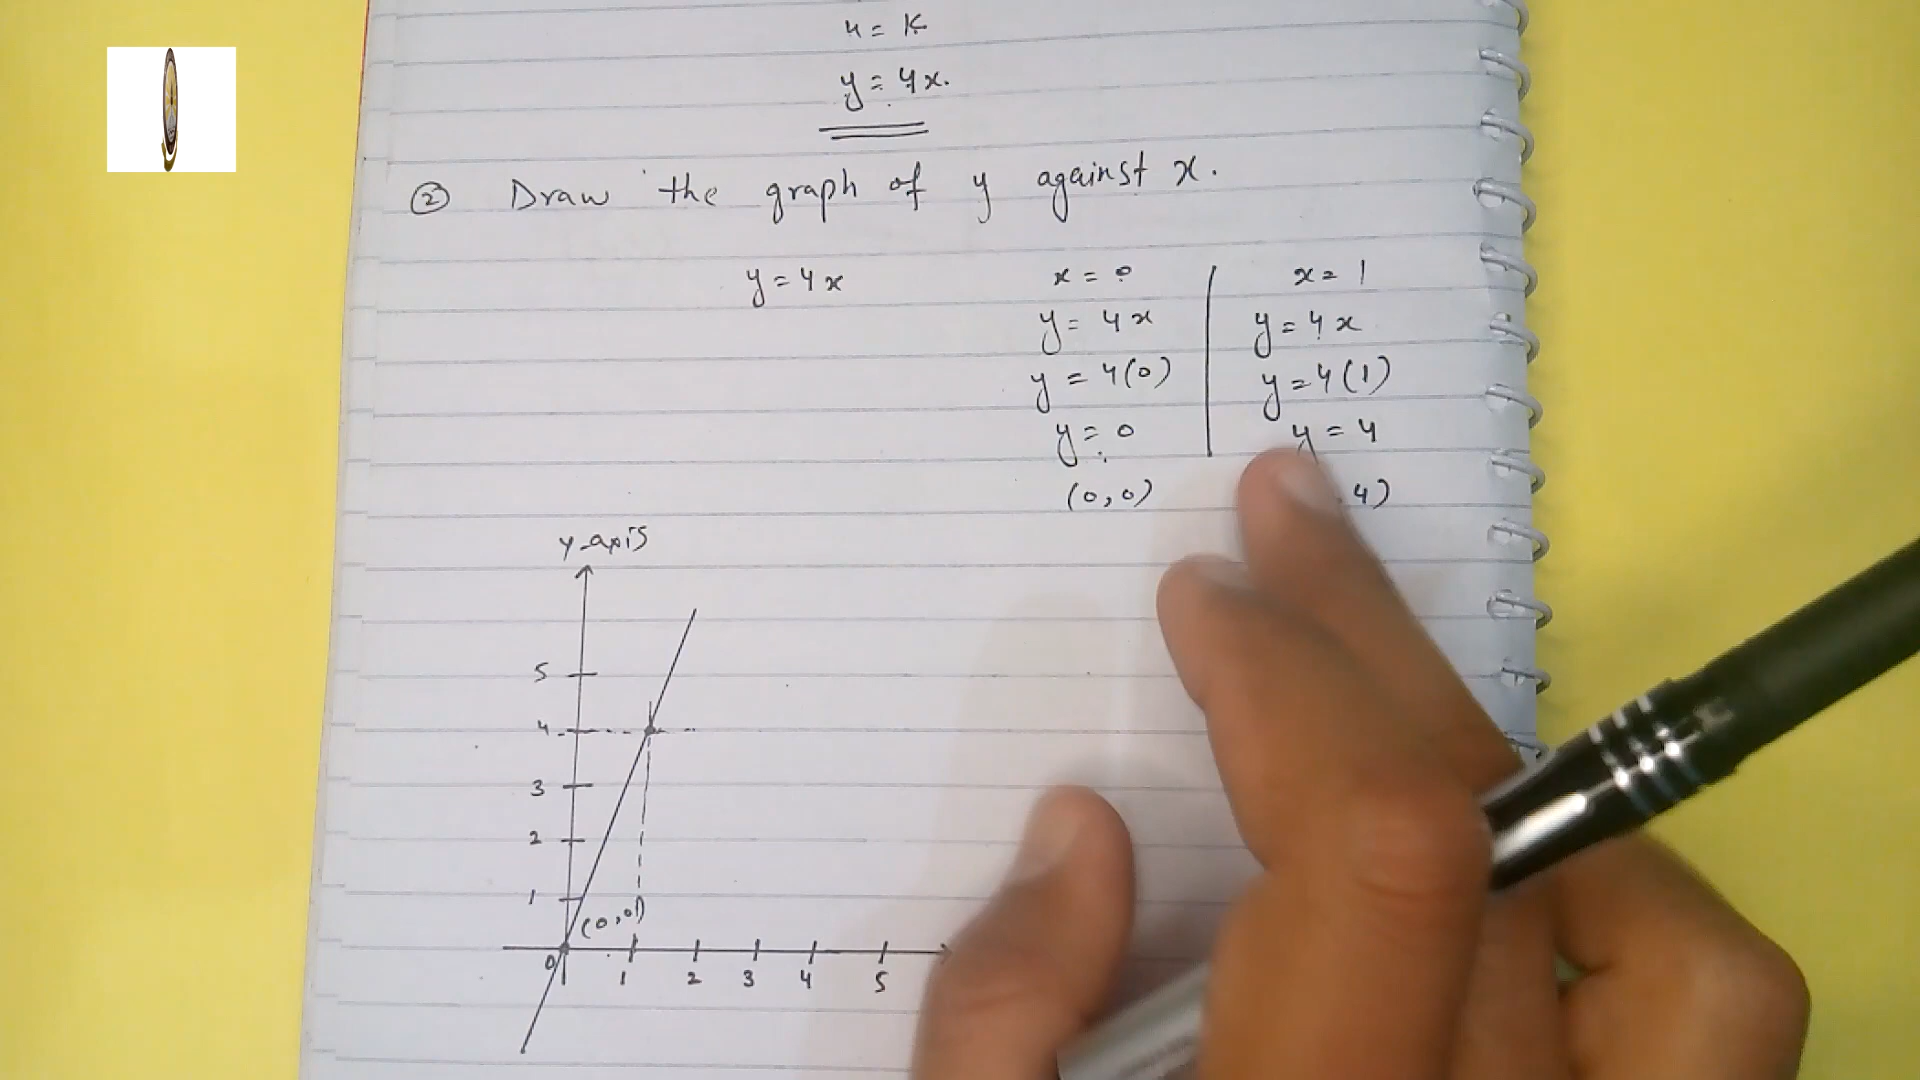 4 = K
y = 4x.
② Draw the graph of y against x.
y = 4x
x = 0
y = 4x
y = 4(0)
y = 0
(0,0)
x = 1
y = 4x
y = 4(1)
y = 4
, 4)
y-axis
5
4
3
2
1
(0,0)
0 1 2 3 4 5